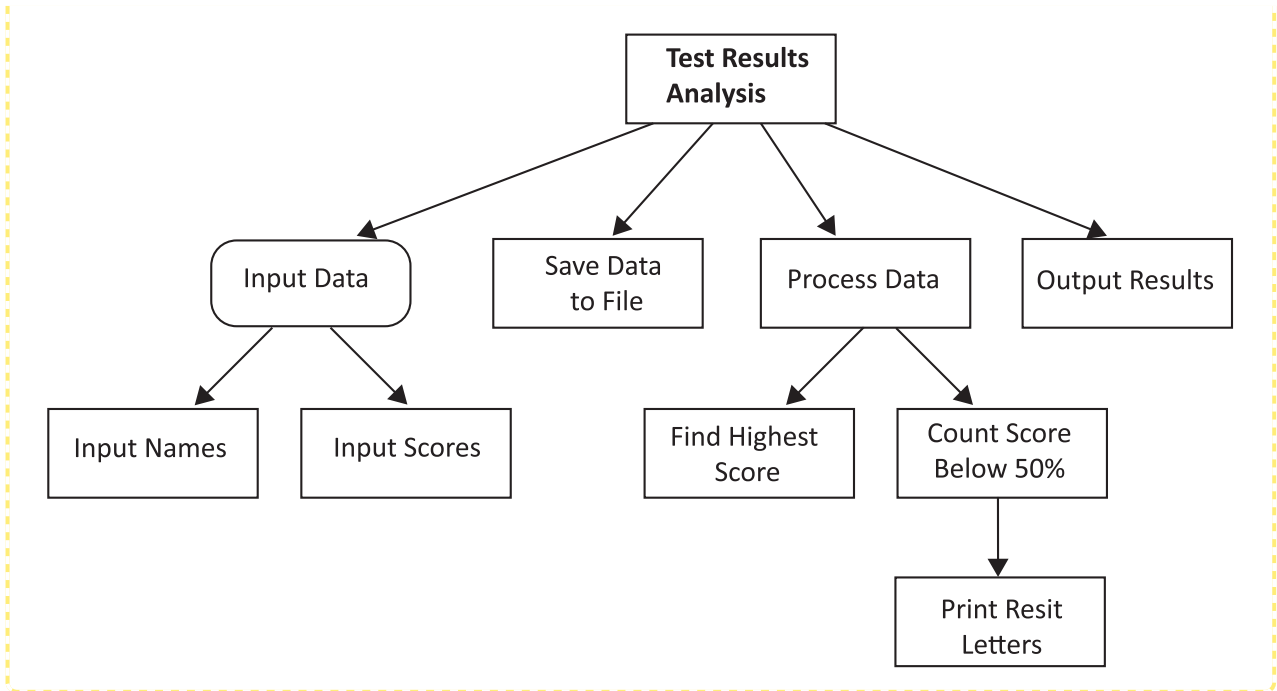 Test Results
Analysis
Input Data
Save Data
to File
Process Data
Output Results
Input Names
Input Scores
Find Highest
Score
Count Score
Below 50%
Print Resit
Letters